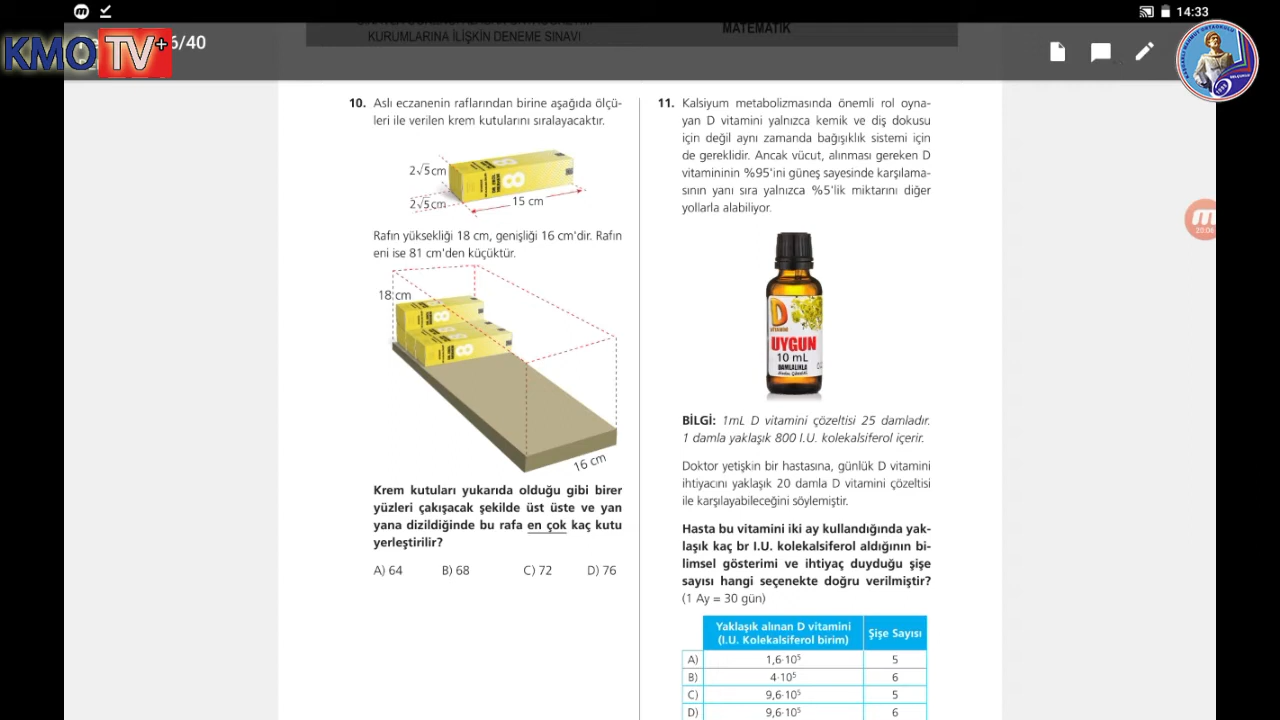 14:33
KMO TV+
6/40
KURUMLARINA İLİŞKİN DENEME SINAVI
MATEMATİK
10. Aslı eczanenin raflarından birine aşağıda ölçü-
leri ile verilen krem kutularını sıralayacaktır.
2√5 cm
2√5 cm
15 cm
Rafın yüksekliği 18 cm, genişliği 16 cm'dir. Rafın
eni ise 81 cm'den küçüktür.
18 cm
16 cm
Krem kutuları yukarıda olduğu gibi birer
yüzleri çakışacak şekilde üst üste ve yan
yana dizildiğinde bu rafa en çok kaç kutu
yerleştirilir?
A) 64 B) 68 C) 72 D) 76
11. Kalsiyum metabolizmasında önemli rol oyna-
yan D vitamini yalnızca kemik ve diş dokusu
için değil aynı zamanda bağışıklık sistemi için
de gereklidir. Ancak vücut, alınması gereken D
vitamininin %95'ini güneş sayesinde karşılama-
sının yanı sıra yalnızca %5'lik miktarını diğer
yollarla alabiliyor.
D
UYGUN
10 mL
DAMLALIKLA
BİLGİ: 1mL D vitamini çözeltisi 25 damladır.
1 damla yaklaşık 800 I.U. kolekalsiferol içerir.
Doktor yetişkin bir hastasına, günlük D vitamini
ihtiyacını yaklaşık 20 damla D vitamini çözeltisi
ile karşılayabileceğini söylemiştir.
Hasta bu vitamini iki ay kullandığında yak-
laşık kaç br I.U. kolekalsiferol aldığının bi-
limsel gösterimi ve ihtiyaç duyduğu şişe
sayısı hangi seçenekte doğru verilmiştir?
(1 Ay = 30 gün)
Yaklaşık alınan D vitamini
(I.U. Kolekalsiferol birim)
Şişe Sayısı
A) 1,6·10⁵ 5
B) 4·10⁵ 6
C) 9,6·10⁵ 5
D) 9,6·10⁵ 6